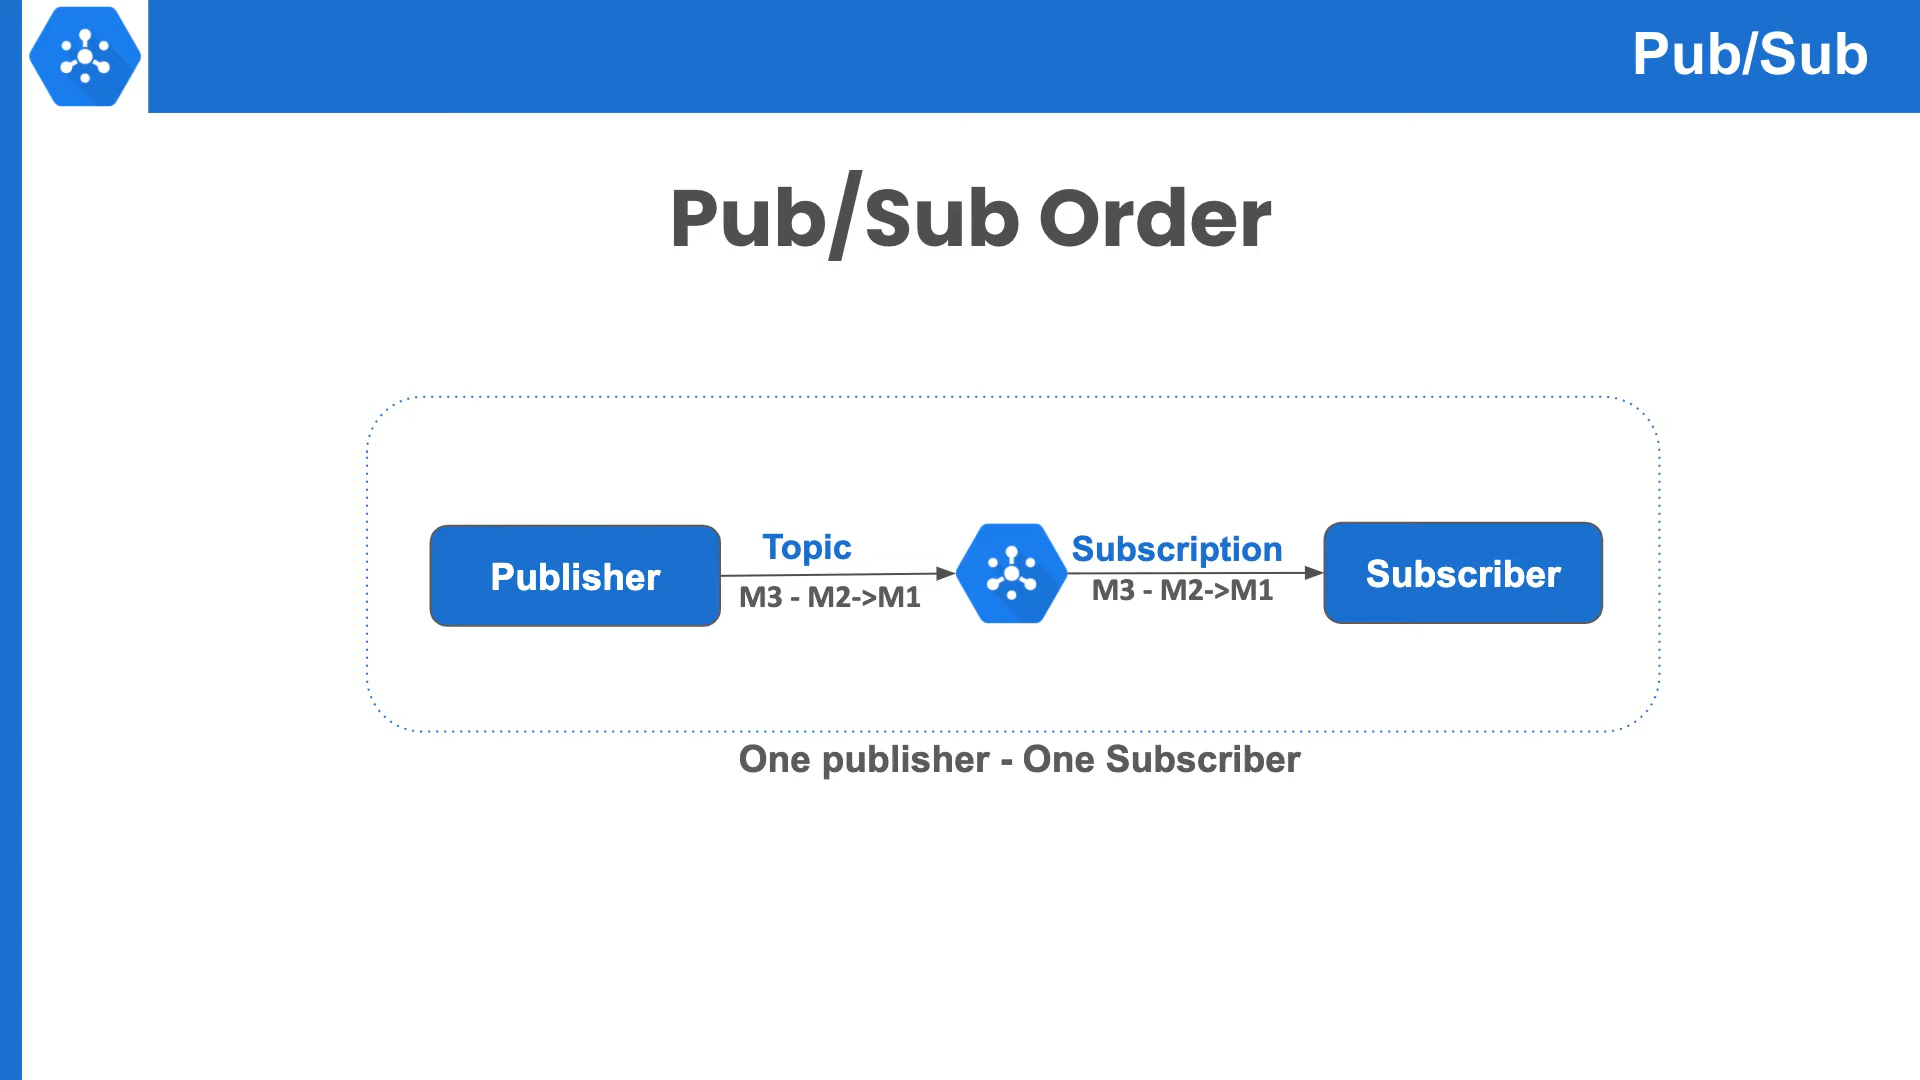 Pub/Sub
Pub/Sub Order
Publisher
Topic
M3 - M2->M1
Subscription
M3 - M2->M1
Subscriber
One publisher - One Subscriber